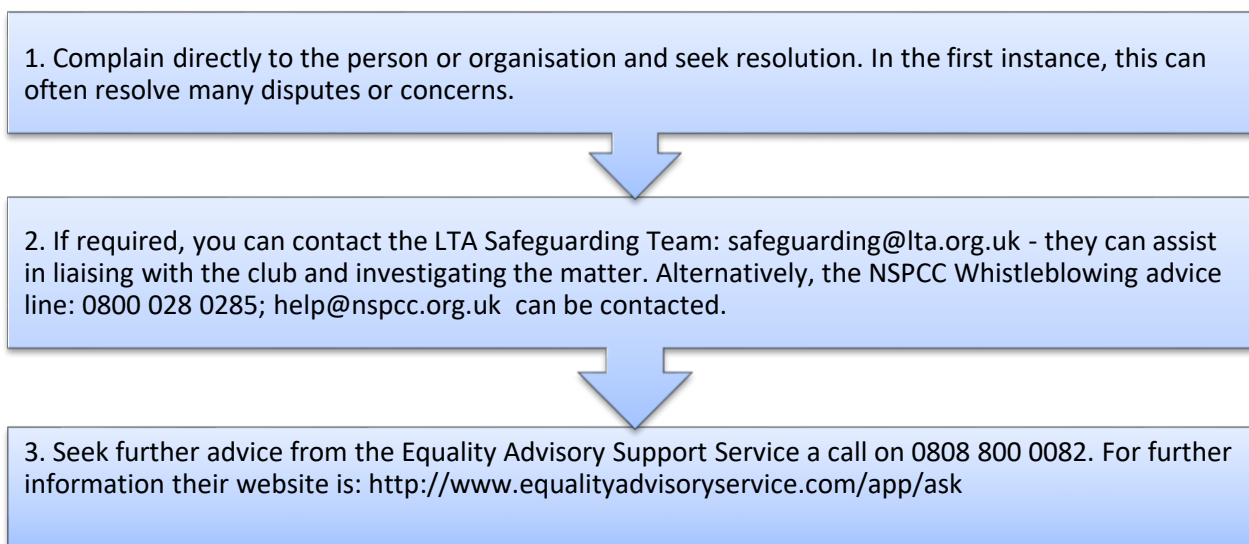 1. Complain directly to the person or organisation and seek resolution. In the first instance, this can
often resolve many disputes or concerns.
2. If required, you can contact the LTA Safeguarding Team: safeguarding@lta.org.uk - they can assist
in liaising with the club and investigating the matter. Alternatively, the NSPCC Whistleblowing advice
line: 0800 028 0285; help@nspcc.org.uk  can be contacted.
3. Seek further advice from the Equality Advisory Support Service a call on 0808 800 0082. For further
information their website is: http://www.equalityadvisoryservice.com/app/ask